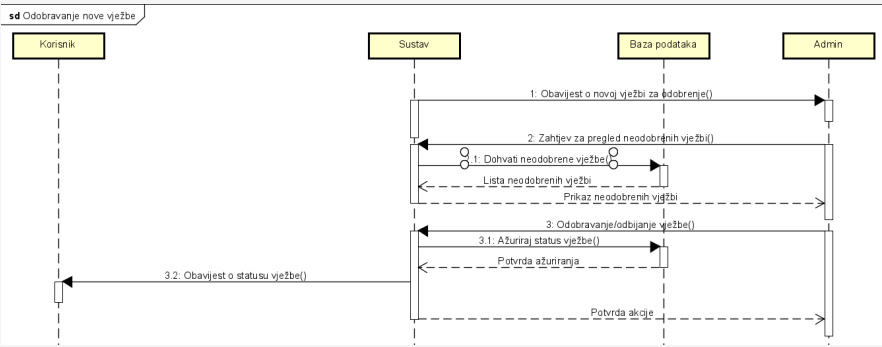 sd Odobravanje nove vježbe
Korisnik
Sustav
Baza podataka
Admin
1: Obavijest o novoj vježbi za odobrenje()
2: Zahtjev za pregled neodobrenih vježbi()
.1: Dohvati neodobrene vježbe()
Lista neodobrenih vježbi
Prikaz neodobrenih vježbi
3: Odobravanje/odbijanje vježbe()
3.1: Ažuriraj status vježbe()
Potvrda ažuriranja
3.2: Obavijest o statusu vježbe()
Potvrda akcije